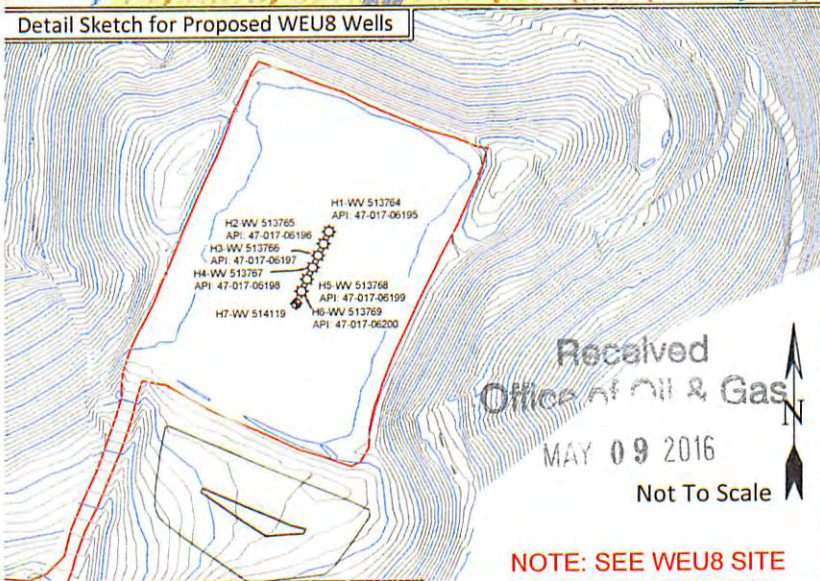 Detail Sketch for Proposed WEU8 Wells
H1-WV 513764
API: 47-017-06195
H2-WV 513765
API: 47-017-06196
H3-WV 513766
API: 47-017-06197
H4-WV 513767
API: 47-017-06198
H5-WV 513768
API: 47-017-06199
H7-WV 514119
H6-WV 513769
API: 47-017-06200
Received
Office of Oil & Gas
N
MAY 09 2016
Not To Scale
NOTE: SEE WEU8 SITE